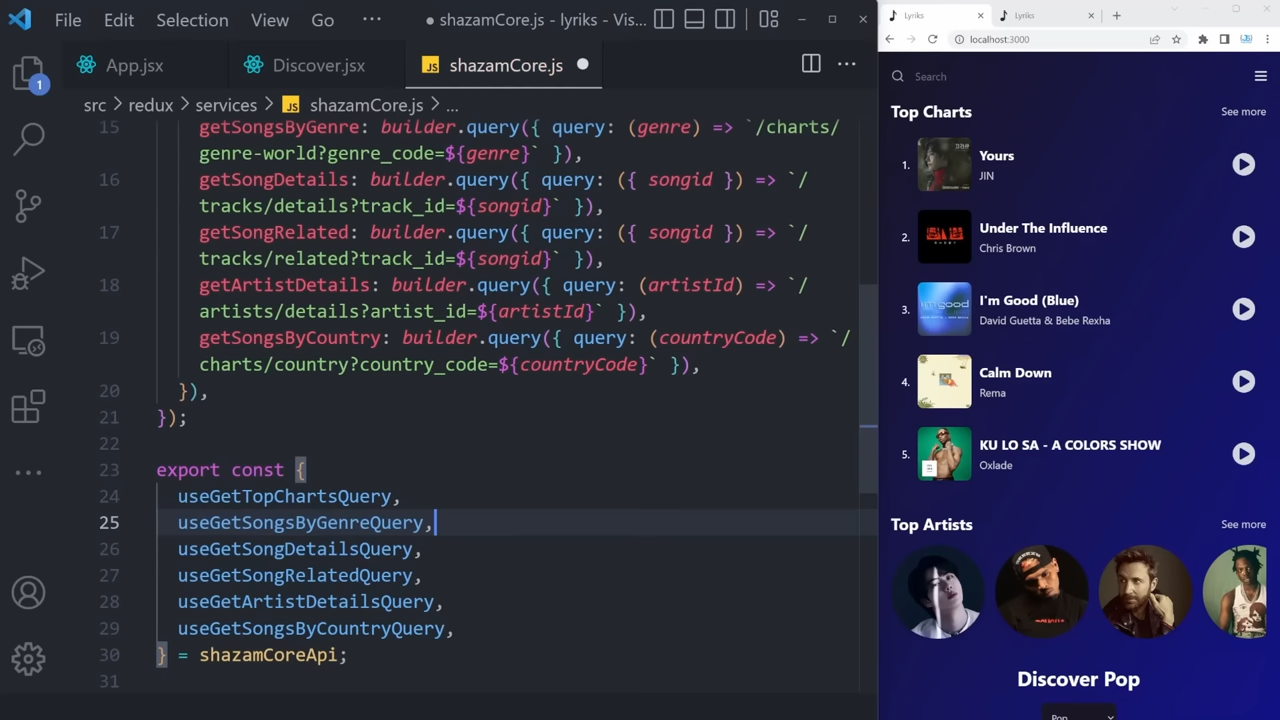 File Edit Selection View Go ··· ● shazamCore.js - lyriks - Vis...
App.jsx Discover.jsx JS shazamCore.js ●
src > redux > services > JS shazamCore.js > ...
15 getSongsByGenre: builder.query({ query: (genre) => `/charts/
genre-world?genre_code=${genre}` }),
16 getSongDetails: builder.query({ query: ({ songid }) => `/
tracks/details?track_id=${songid}` }),
17 getSongRelated: builder.query({ query: ({ songid }) => `/
tracks/related?track_id=${songid}` }),
18 getArtistDetails: builder.query({ query: (artistId) => `/
artists/details?artist_id=${artistId}` }),
19 getSongsByCountry: builder.query({ query: (countryCode) => `/
charts/country?country_code=${countryCode}` }),
20 }),
21 });
22
23 export const {
24 useGetTopChartsQuery,
25 useGetSongsByGenreQuery,
26 useGetSongDetailsQuery,
27 useGetSongRelatedQuery,
28 useGetArtistDetailsQuery,
29 useGetSongsByCountryQuery,
30 } = shazamCoreApi;
31
1
Lyriks Lyriks
localhost:3000
Search
Top Charts See more
1. Yours
JIN
2. Under The Influence
Chris Brown
3. I'm Good (Blue)
David Guetta & Bebe Rexha
4. Calm Down
Rema
5. KU LO SA - A COLORS SHOW
Oxlade
Top Artists See more
Discover Pop
Pop